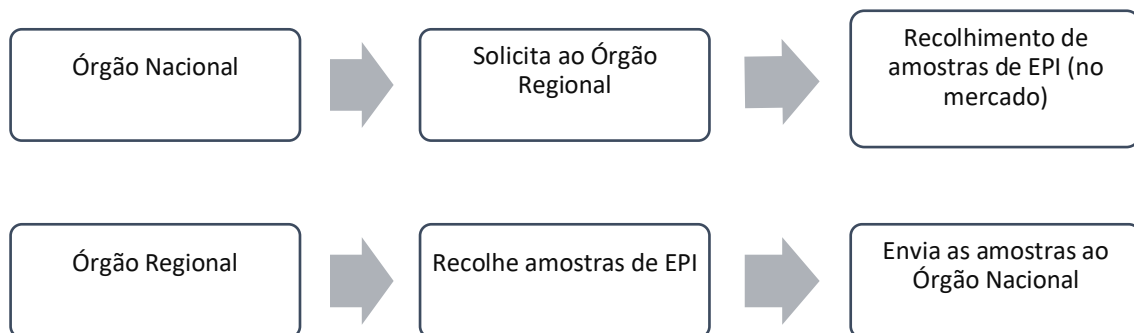 Órgão Nacional
Solicita ao Órgão
Regional
Recolhimento de
amostras de EPI (no
mercado)
Órgão Regional
Recolhe amostras de EPI
Envia as amostras ao
Órgão Nacional